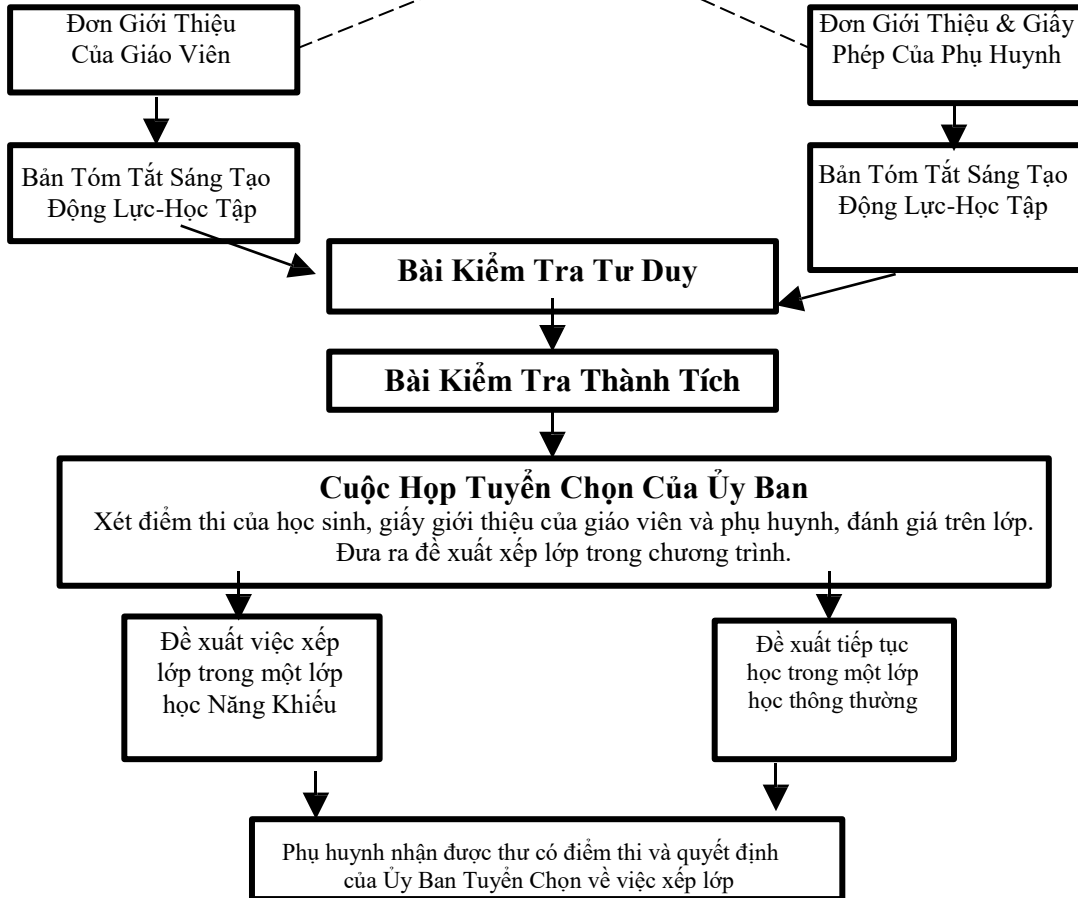 Đơn Giới Thiệu
Của Giáo Viên
Đơn Giới Thiệu & Giấy
Phép Của Phụ Huynh
Bản Tóm Tắt Sáng Tạo
Động Lực-Học Tập
Bản Tóm Tắt Sáng Tạo
Động Lực-Học Tập
Bài Kiểm Tra Tư Duy
Bài Kiểm Tra Thành Tích
Cuộc Họp Tuyển Chọn Của Ủy Ban
Xét điểm thi của học sinh, giấy giới thiệu của giáo viên và phụ huynh, đánh giá trên lớp.
Đưa ra đề xuất xếp lớp trong chương trình.
Đề xuất việc xếp
lớp trong một lớp
học Năng Khiếu
Đề xuất tiếp tục
học trong một lớp
học thông thường
Phụ huynh nhận được thư có điểm thi và quyết định
của Ủy Ban Tuyển Chọn về việc xếp lớp